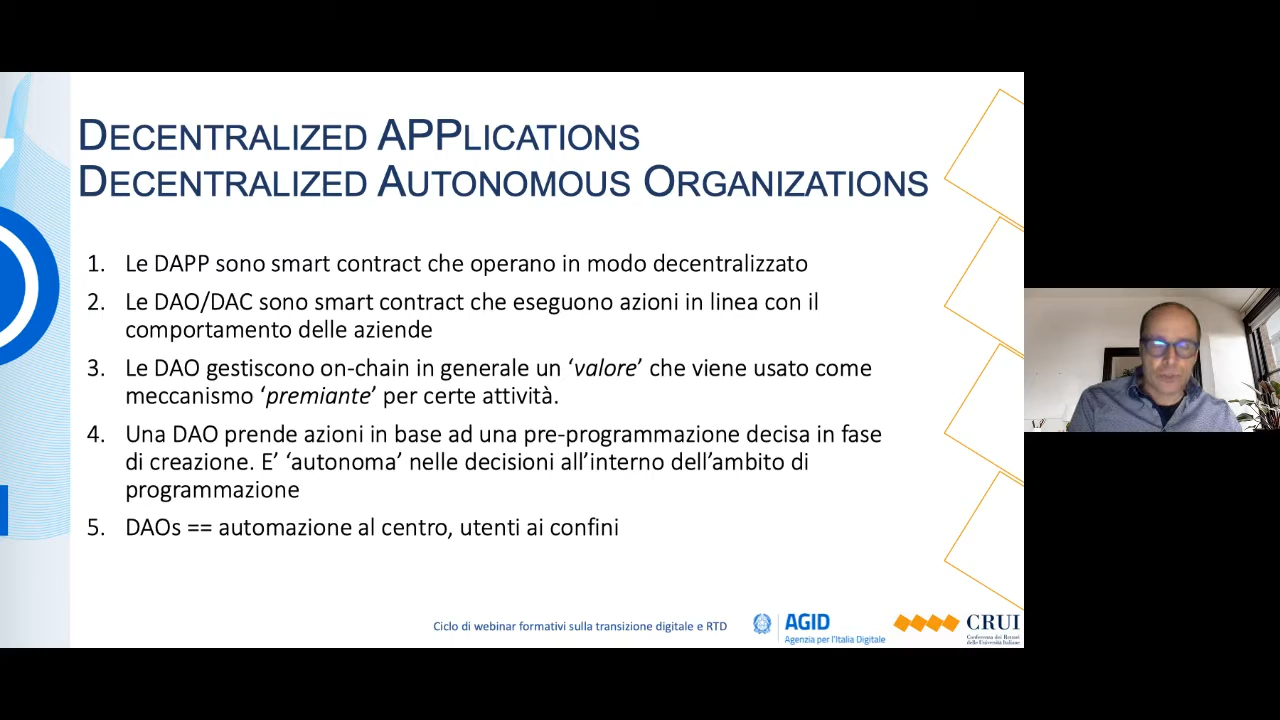 DECENTRALIZED APPLICATIONS
DECENTRALIZED AUTONOMOUS ORGANIZATIONS
1. Le DAPP sono smart contract che operano in modo decentralizzato
2. Le DAO/DAC sono smart contract che eseguono azioni in linea con il
comportamento delle aziende
3. Le DAO gestiscono on-chain in generale un ‘valore’ che viene usato come
meccanismo ‘premiante’ per certe attività.
4. Una DAO prende azioni in base ad una pre-programmazione decisa in fase
di creazione. E’ ‘autonoma’ nelle decisioni all’interno dell’ambito di
programmazione
5. DAOs == automazione al centro, utenti ai confini
Ciclo di webinar formativi sulla transizione digitale e RTD
AGID
Agenzia per l'Italia Digitale
CRUI
Conferenza dei Rettori
delle Università Italiane